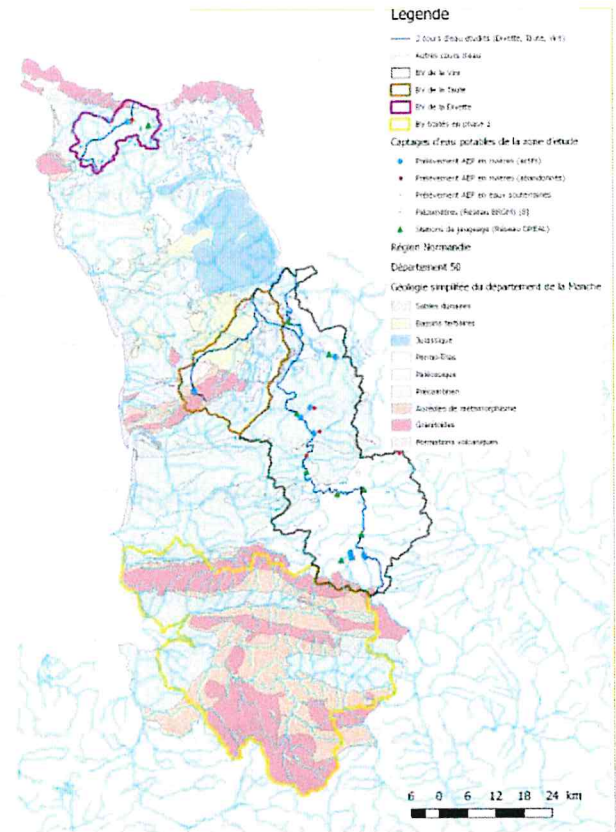 Légende
3 cours d'eau étudiés (Divette, Taute, Vire)
Autres cours d'eau
BV de la Vire
BV de la Taute
BV de la Divette
BV traités en phase 2
Captages d'eau potables de la zone d'étude
Prélèvement AEP en rivières (actifs)
Prélèvement AEP en rivières (abandonnés)
Prélèvement AEP en eaux souterraines
Piézomètres (Réseau BRGM) (8)
Stations de jaugeage (Réseau DREAL)
Région Normandie
Département 50
Géologie simplifiée du département de la Manche
Sables dunaires
Bassins tertiaires
Jurassique
Permo-Trias
Paléozoïque
Précambrien
Auréoles de métamorphisme
Granitoïdes
Formations volcaniques
6 0 6 12 18 24 km